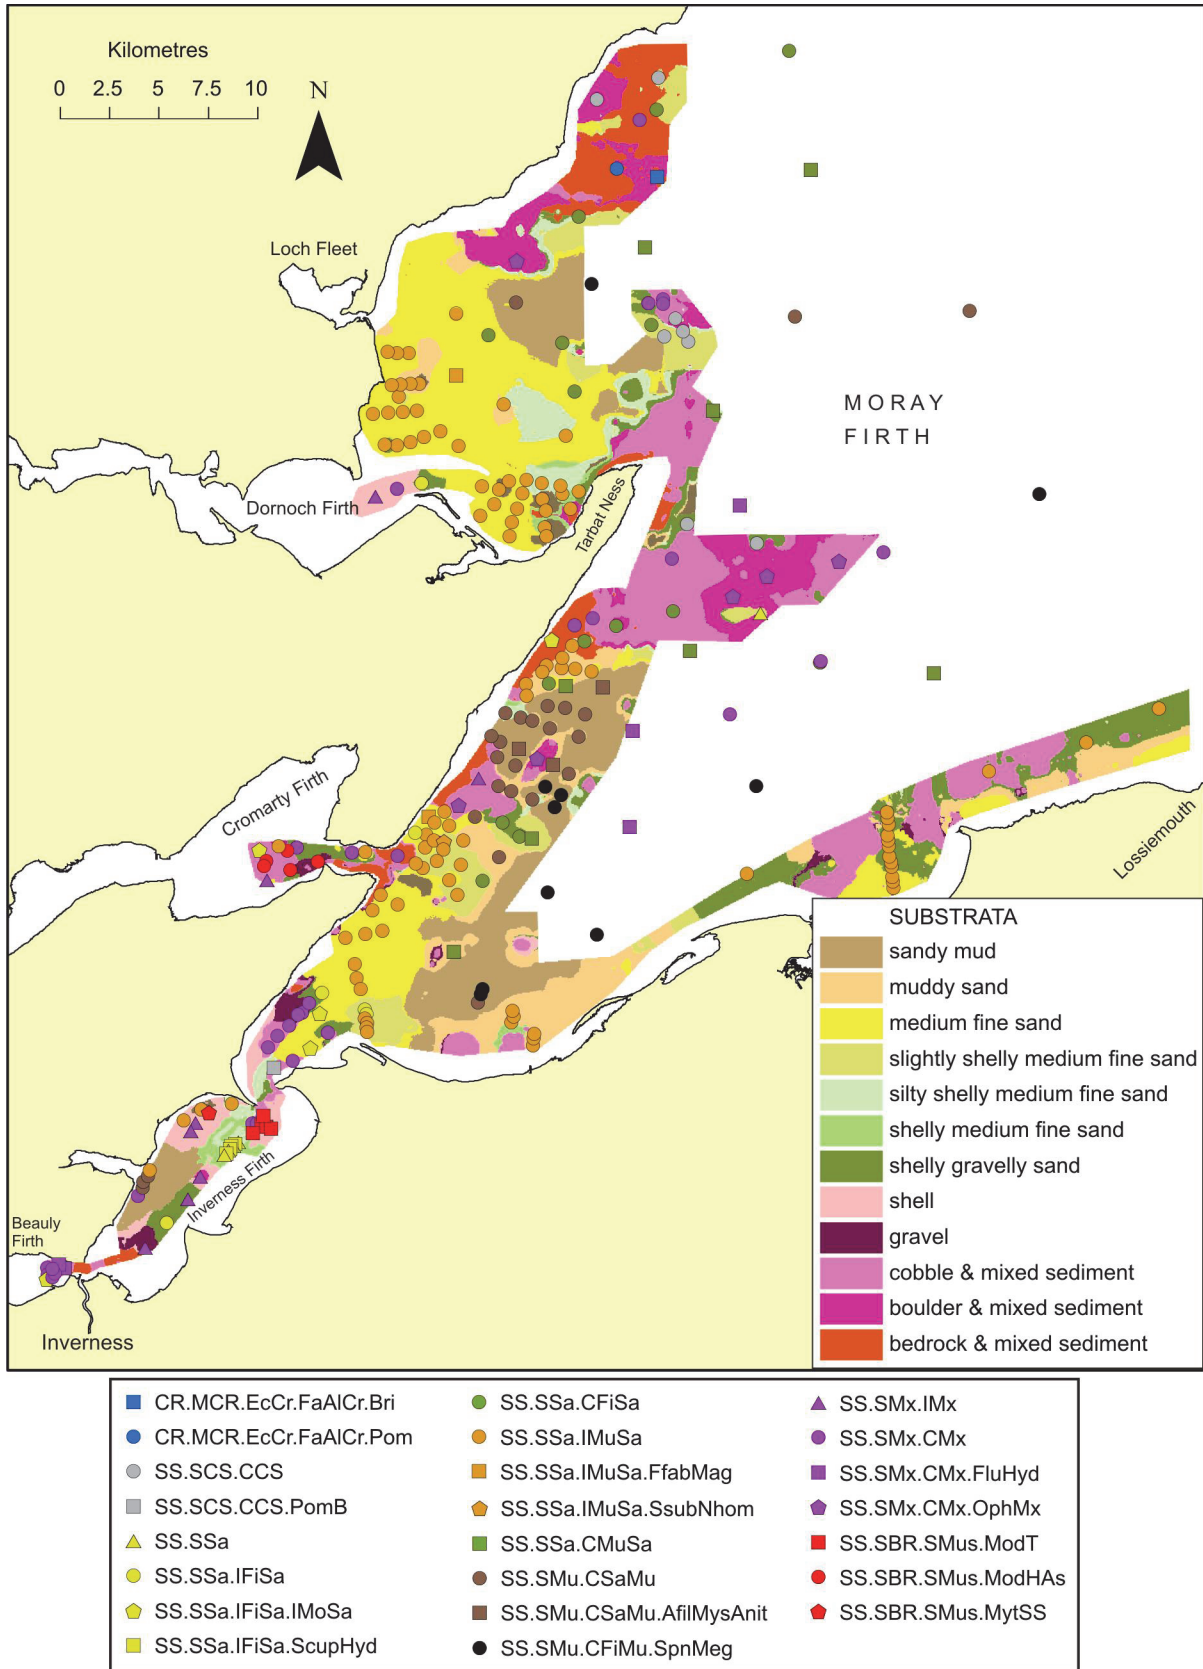 Kilometres
0 2.5 5 7.5 10
N
Loch Fleet
MORAY
FIRTH
Dornoch Firth
Tarbat Ness
Cromarty Firth
Lossiemouth
Inverness Firth
Beauly
Firth
Inverness
SUBSTRATA
sandy mud
muddy sand
medium fine sand
slightly shelly medium fine sand
silty shelly medium fine sand
shelly medium fine sand
shelly gravelly sand
shell
gravel
cobble & mixed sediment
boulder & mixed sediment
bedrock & mixed sediment
CR.MCR.EcCr.FaAlCr.Bri
CR.MCR.EcCr.FaAlCr.Pom
SS.SCS.CCS
SS.SCS.CCS.PomB
SS.SSa
SS.SSa.IFiSa
SS.SSa.IFiSa.IMoSa
SS.SSa.IFiSa.ScupHyd
SS.SSa.CFiSa
SS.SSa.IMuSa
SS.SSa.IMuSa.FfabMag
SS.SSa.IMuSa.SsubNhom
SS.SSa.CMuSa
SS.SMu.CSaMu
SS.SMu.CSaMu.AfilMysAnit
SS.SMu.CFiMu.SpnMeg
SS.SMx.IMx
SS.SMx.CMx
SS.SMx.CMx.FluHyd
SS.SMx.CMx.OphMx
SS.SBR.SMus.ModT
SS.SBR.SMus.ModHAs
SS.SBR.SMus.MytSS